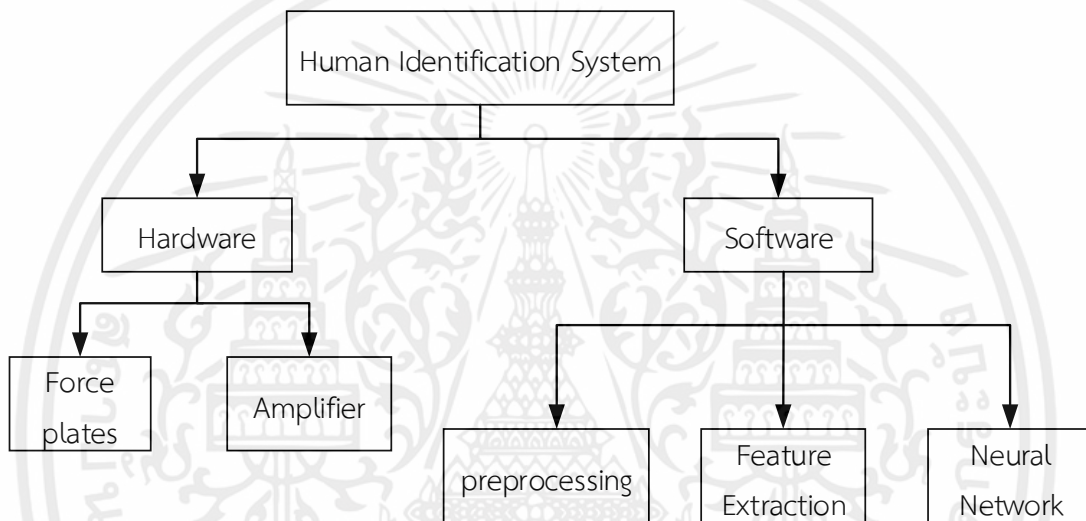 Human Identification System
Hardware
Software
Force
plates
Amplifier
preprocessing
Feature
Extraction
Neural
Network